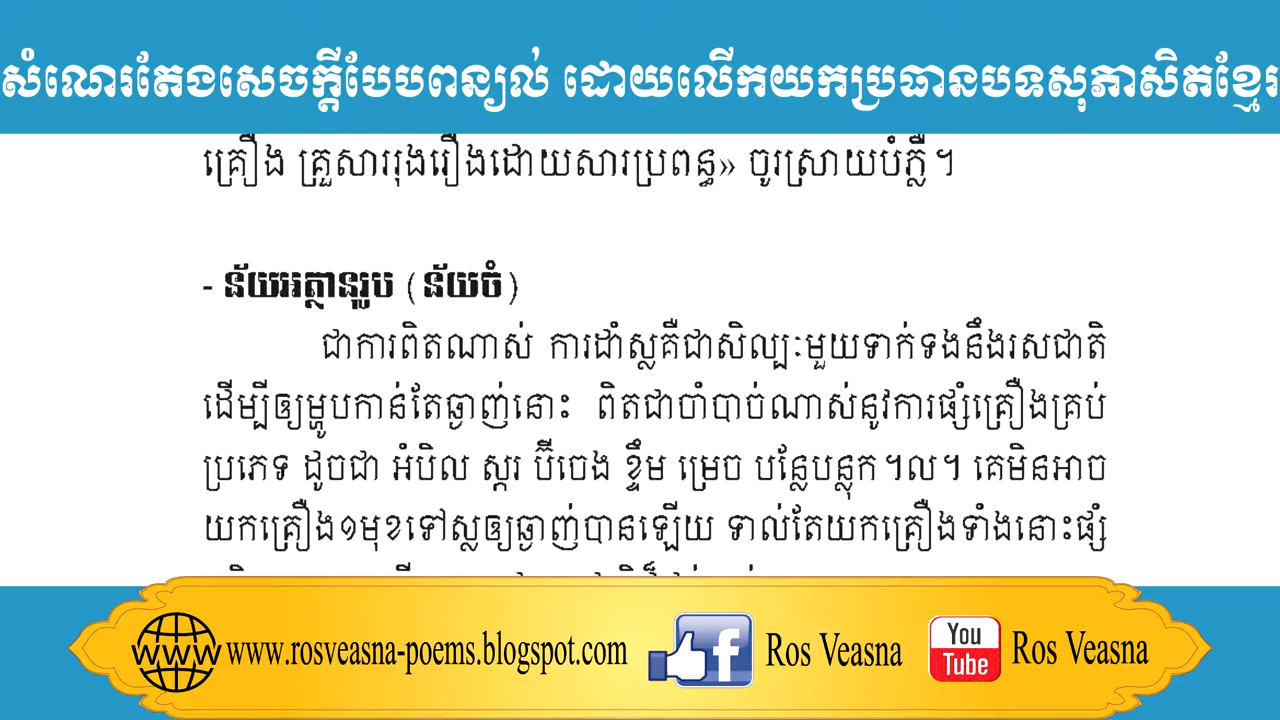 សំណេរតែងសេចក្តីបែបពន្យល់ ដោយលើកយកប្រធានបទសុភាសិតខ្មែរ
គ្រឿង គ្រួសាររុងរឿងដោយសារប្រពន្ធ» ចូរស្រាយបំភ្លឺ។
- ន័យអត្ថានុរូប (ន័យចំ)
ជាការពិតណាស់ ការដាំស្លគឺជាសិល្បៈមួយទាក់ទងនឹងរសជាតិ
ដើម្បីឲ្យម្ហូបកាន់តែឆ្ងាញ់នោះ ពិតជាចាំបាច់ណាស់នូវការផ្សំគ្រឿងគ្រប់
ប្រភេទ ដូចជា អំបិល ស្ករ ប៊ីចេង ខ្ទឹម ម្រេច បន្លែបន្លុក។ល។ គេមិនអាច
យកគ្រឿង១មុខទៅស្លឲ្យឆ្ងាញ់បានឡើយ ទាល់តែយកគ្រឿងទាំងនោះផ្សំ
www.rosveasna-poems.blogspot.com
Ros Veasna
You Tube
Ros Veasna